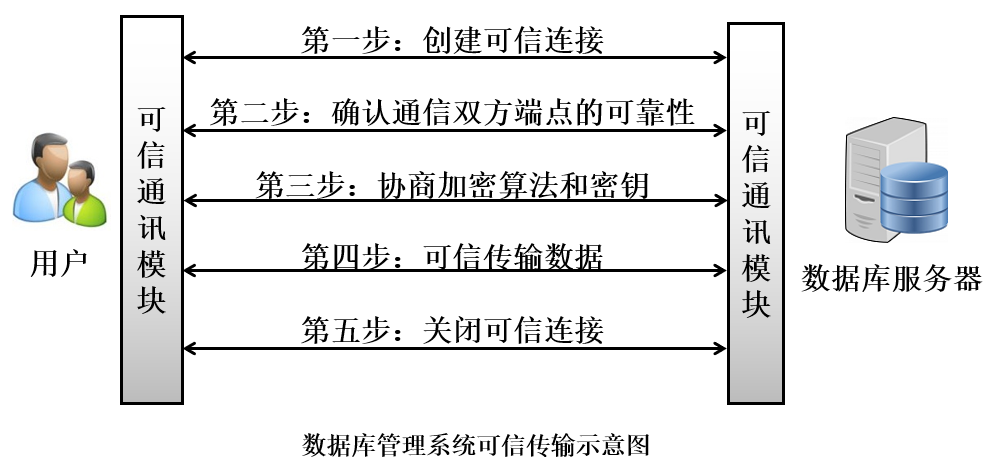 第一步：创建可信连接
第二步：确认通信双方端点的可靠性
第三步：协商加密算法和密钥
第四步：可信传输数据
第五步：关闭可信连接
可信通讯模块
可信通讯模块
用户
数据库服务器
数据库管理系统可信传输示意图